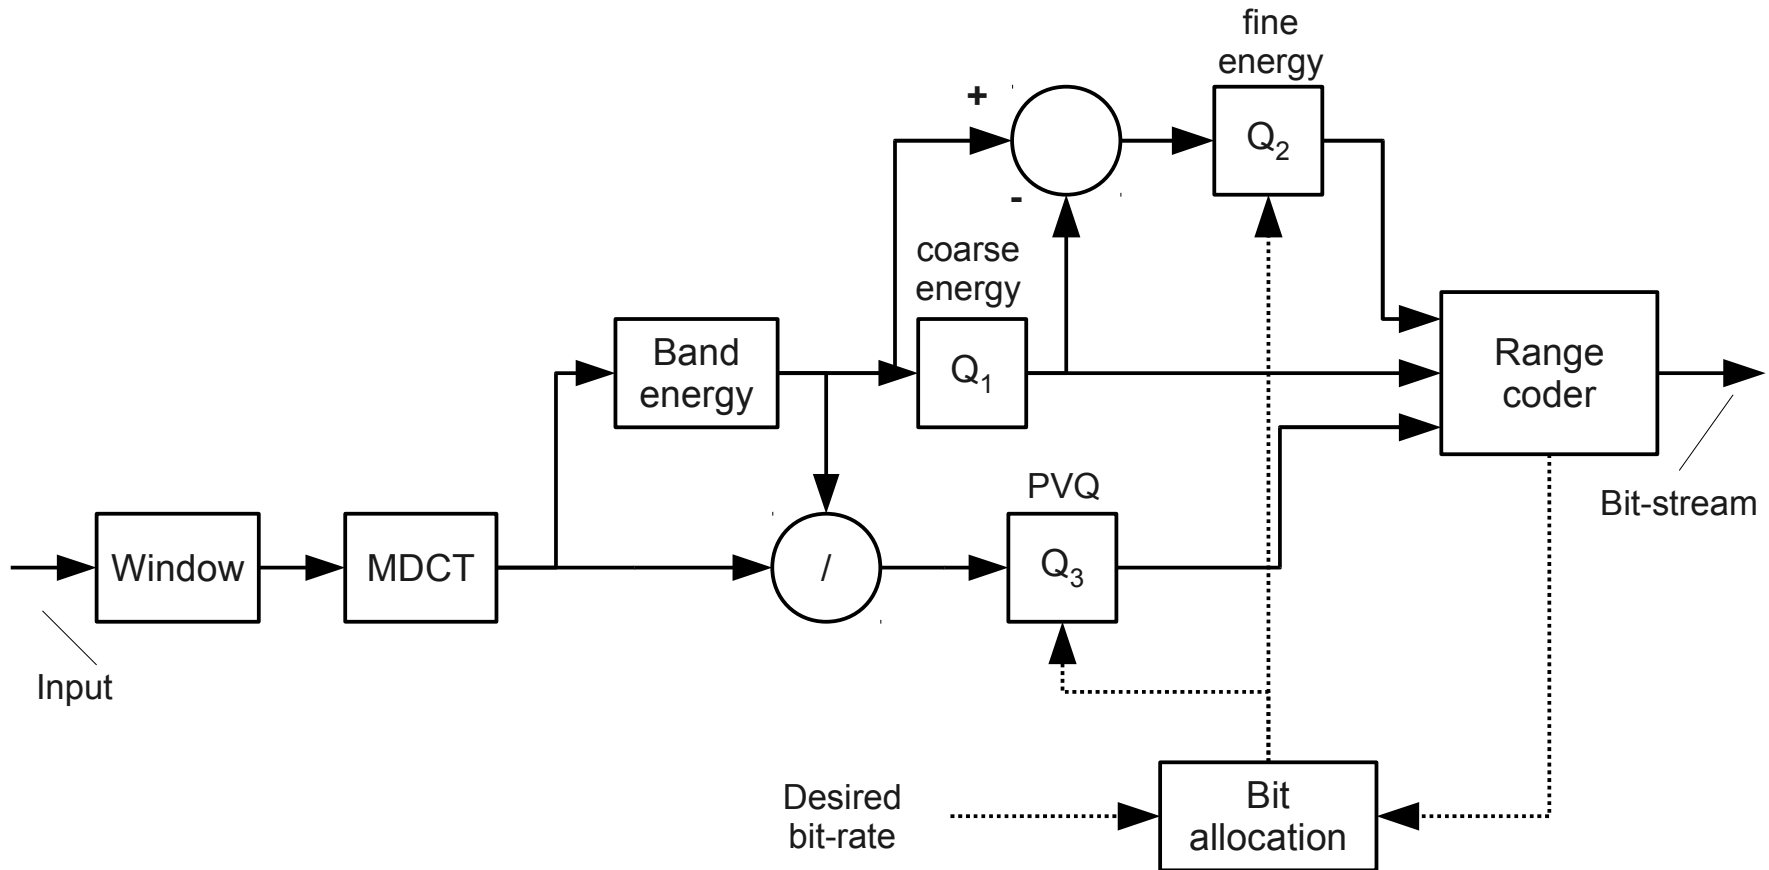 fine
energy
+
Q2
-
coarse
energy
Band
energy
Q1
Range
coder
PVQ
Bit-stream
Window
MDCT
/
Q3
Input
Desired
bit-rate
Bit
allocation